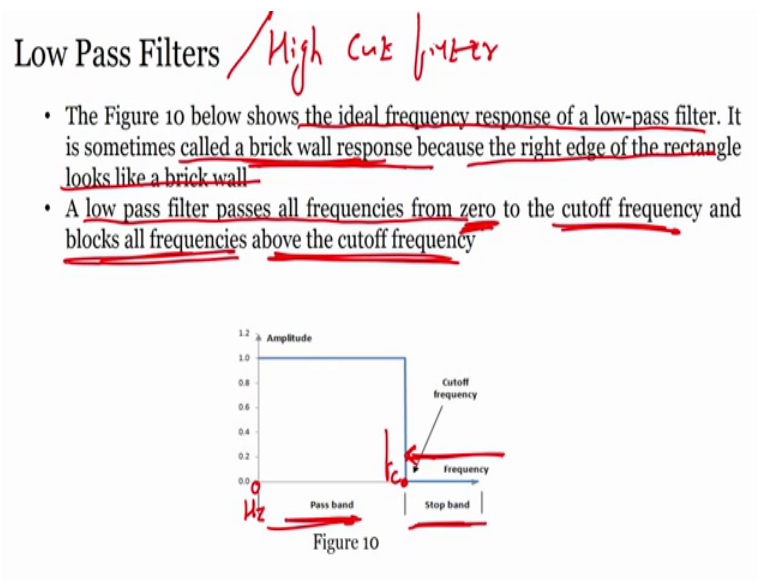 Low Pass Filters / High Cut filter
• The Figure 10 below shows the ideal frequency response of a low-pass filter. It
is sometimes called a brick wall response because the right edge of the rectangle
looks like a brick wall
• A low pass filter passes all frequencies from zero to the cutoff frequency and
blocks all frequencies above the cutoff frequency
1.2
Amplitude
1.0
0.8
Cutoff
frequency
0.6
0.4
0.2
Frequency
0.0
fc
0
Hz
Pass band
Stop band
Figure 10